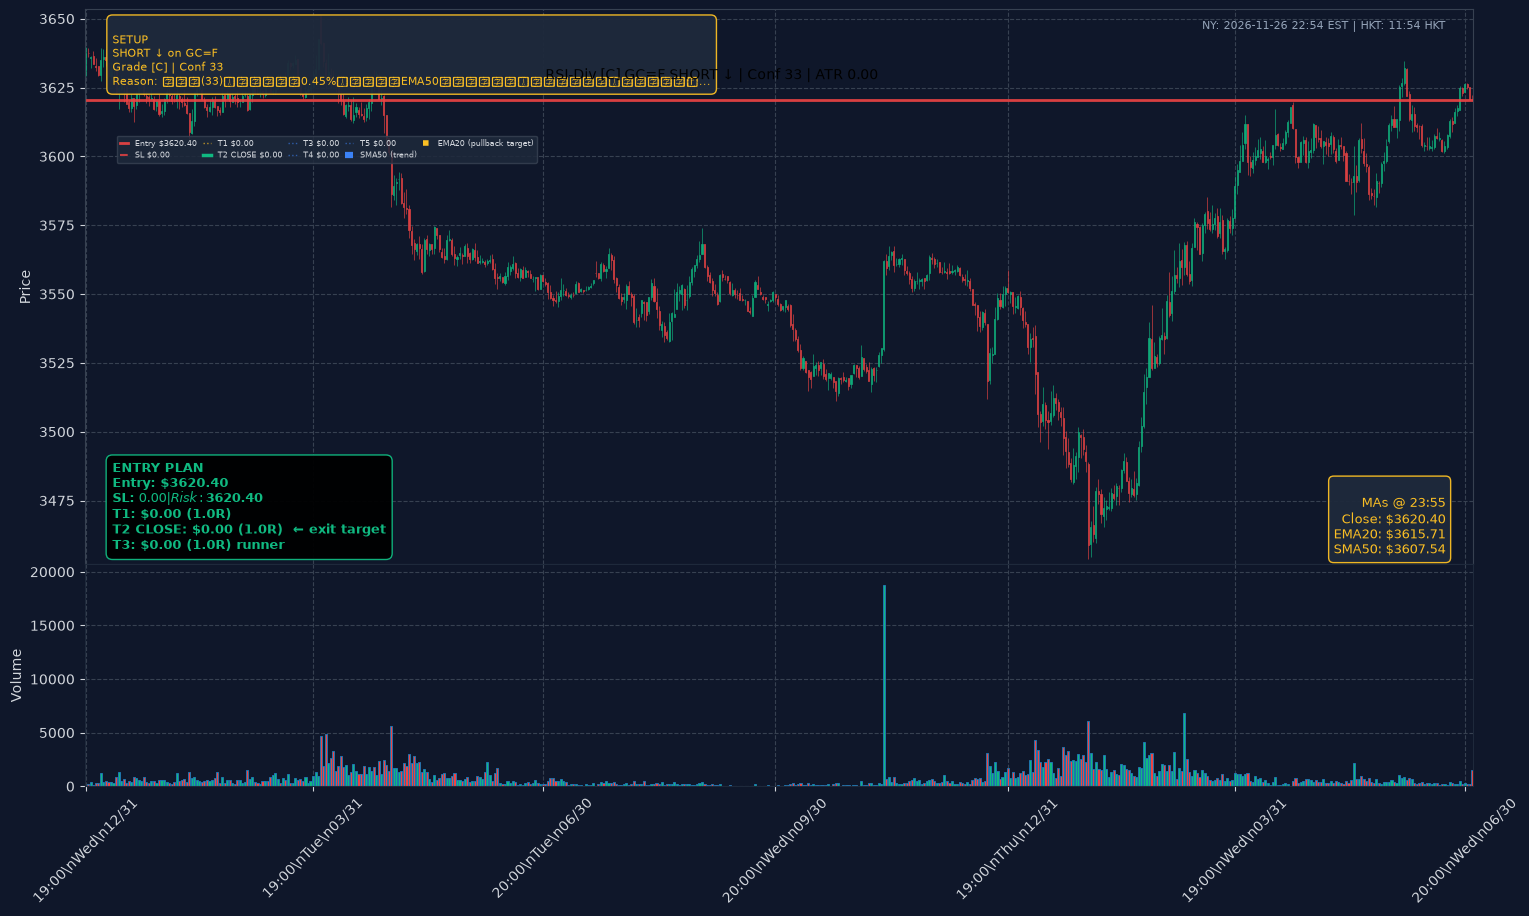 NY: 2026-11-26 22:54 EST | HKT: 11:54 HKT
SETUP
SHORT ↓ on GC=F
Grade [C] | Conf 33
RSI-Div [C] GC=F SHORT ↓ | Conf 33 | ATR 0.00
Reason: (33) 0.45% EMA50 ...
Entry $3620.40
SL $0.00
T1 $0.00
T2 CLOSE $0.00
T3 $0.00
T4 $0.00
T5 $0.00
SMA50 (trend)
EMA20 (pullback target)
Price
3650
3625
3600
3575
3550
3525
3500
3475
ENTRY PLAN
Entry: $3620.40
SL: 0.00|Risk: $3620.40
T1: $0.00 (1.0R)
T2 CLOSE: $0.00 (1.0R) ← exit target
T3: $0.00 (1.0R) runner
MAs @ 23:55
Close: $3620.40
EMA20: $3615.71
SMA50: $3607.54
Volume
20000
15000
10000
5000
0
19:00\nWed\n12/31
19:00\nTue\n03/31
20:00\nTue\n06/30
20:00\nWed\n09/30
19:00\nThu\n12/31
19:00\nWed\n03/31
20:00\nWed\n06/30